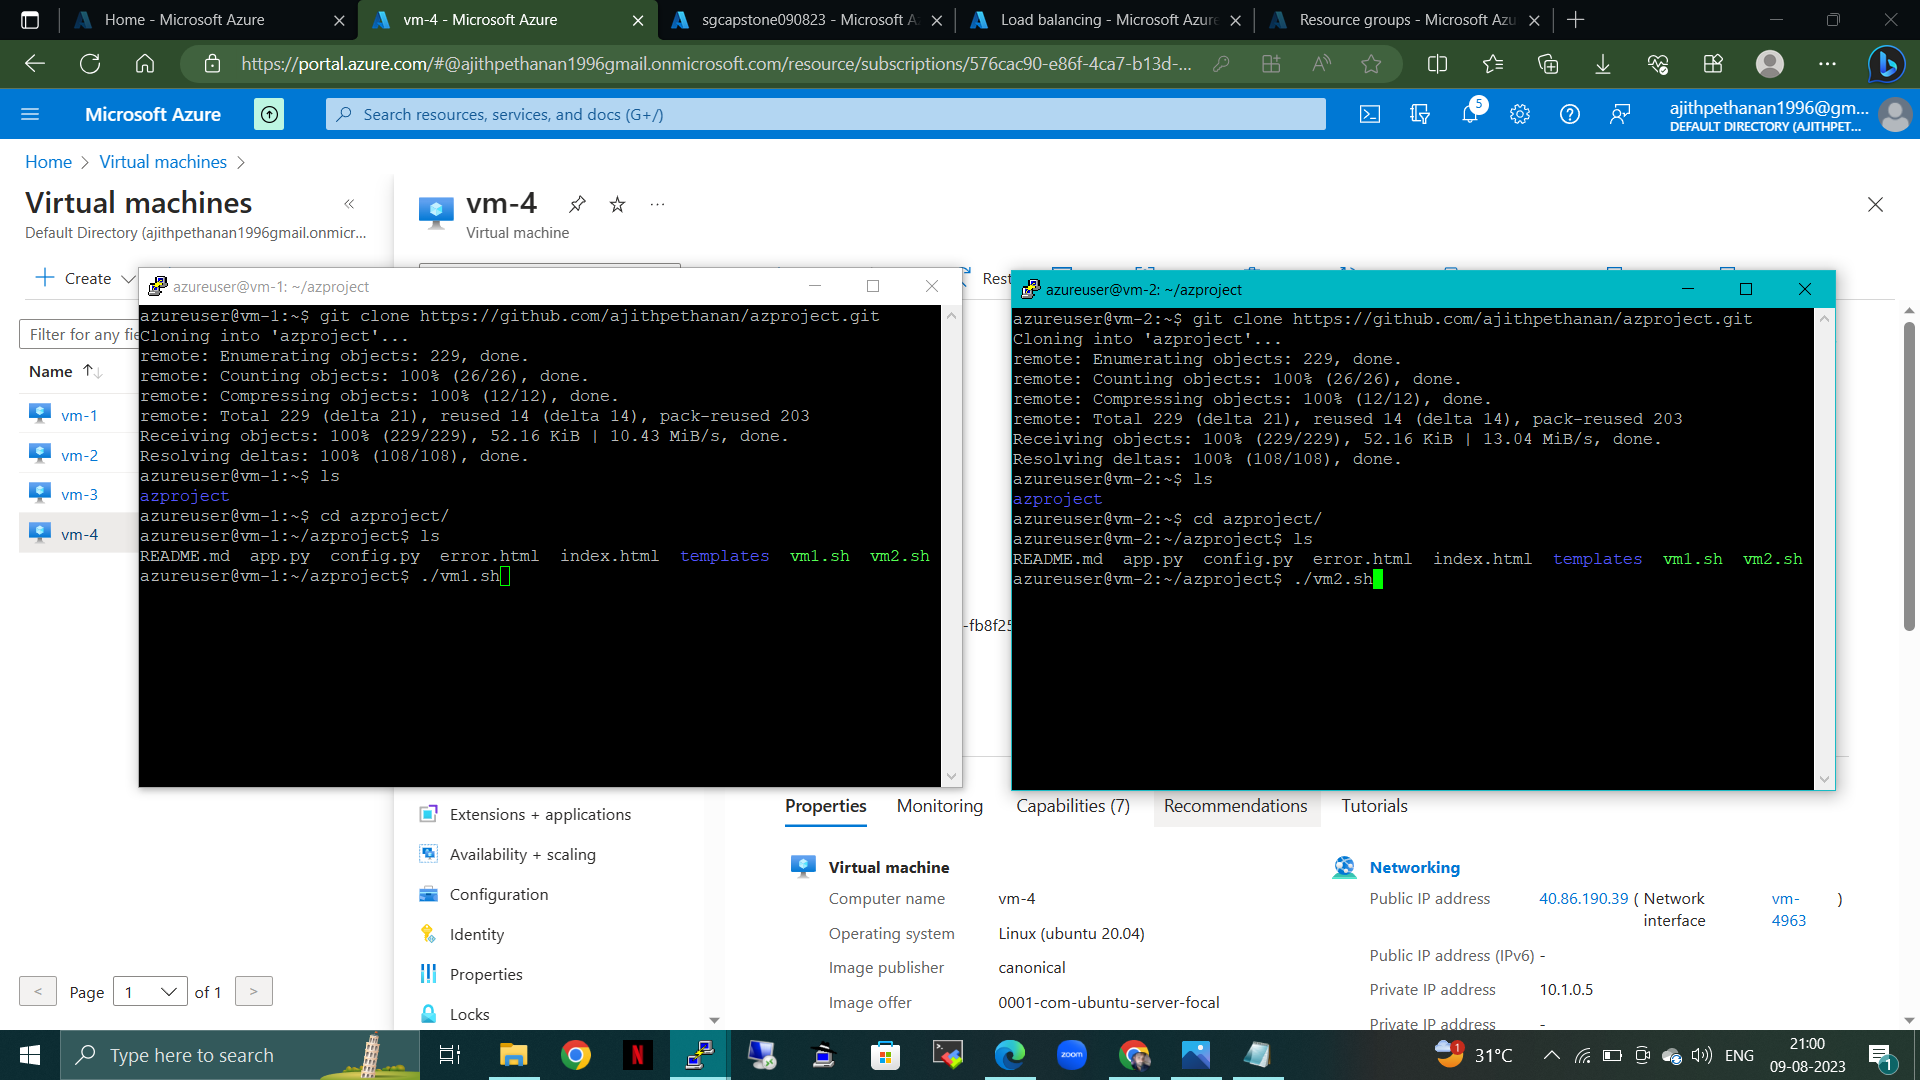 Home - Microsoft Azure
vm-4 - Microsoft Azure
sgcapstone090823 - Microsoft A
Load balancing - Microsoft Azure
Resource groups - Microsoft Azu
https://portal.azure.com/#@ajithpethanan1996gmail.onmicrosoft.com/resource/subscriptions/576cac90-e86f-4ca7-b13d-...
Microsoft Azure
Search resources, services, and docs (G+/)
5
ajithpethanan1996@gm...
DEFAULT DIRECTORY (AJITHPET...
Home > Virtual machines >
Virtual machines
Default Directory (ajithpethanan1996gmail.onmicr...
«
vm-4
Virtual machine
Create
Rest
Filter for any fie
Name
vm-1
vm-2
vm-3
vm-4
azureuser@vm-1: ~/azproject
azureuser@vm-1:~$ git clone https://github.com/ajithpethanan/azproject.git
Cloning into 'azproject'...
remote: Enumerating objects: 229, done.
remote: Counting objects: 100% (26/26), done.
remote: Compressing objects: 100% (12/12), done.
remote: Total 229 (delta 21), reused 14 (delta 14), pack-reused 203
Receiving objects: 100% (229/229), 52.16 KiB | 10.43 MiB/s, done.
Resolving deltas: 100% (108/108), done.
azureuser@vm-1:~$ ls
azproject
azureuser@vm-1:~$ cd azproject/
azureuser@vm-1:~/azproject$ ls
README.md app.py config.py error.html index.html templates vm1.sh vm2.sh
azureuser@vm-1:~/azproject$ ./vm1.sh
-fb8f25
azureuser@vm-2: ~/azproject
azureuser@vm-2:~$ git clone https://github.com/ajithpethanan/azproject.git
Cloning into 'azproject'...
remote: Enumerating objects: 229, done.
remote: Counting objects: 100% (26/26), done.
remote: Compressing objects: 100% (12/12), done.
remote: Total 229 (delta 21), reused 14 (delta 14), pack-reused 203
Receiving objects: 100% (229/229), 52.16 KiB | 13.04 MiB/s, done.
Resolving deltas: 100% (108/108), done.
azureuser@vm-2:~$ ls
azproject
azureuser@vm-2:~$ cd azproject/
azureuser@vm-2:~/azproject$ ls
README.md app.py config.py error.html index.html templates vm1.sh vm2.sh
azureuser@vm-2:~/azproject$ ./vm2.sh
Extensions + applications
Availability + scaling
Configuration
Identity
Properties
Locks
Properties Monitoring Capabilities (7) Recommendations Tutorials
Virtual machine
Computer name vm-4
Operating system Linux (ubuntu 20.04)
Image publisher canonical
Image offer 0001-com-ubuntu-server-focal
Networking
Public IP address 40.86.190.39 ( Network interface vm-4963 )
Public IP address (IPv6) -
Private IP address 10.1.0.5
Private IP address -
< Page 1 of 1 >
Type here to search
zoom
1
31°C
ENG
21:00
09-08-2023
1